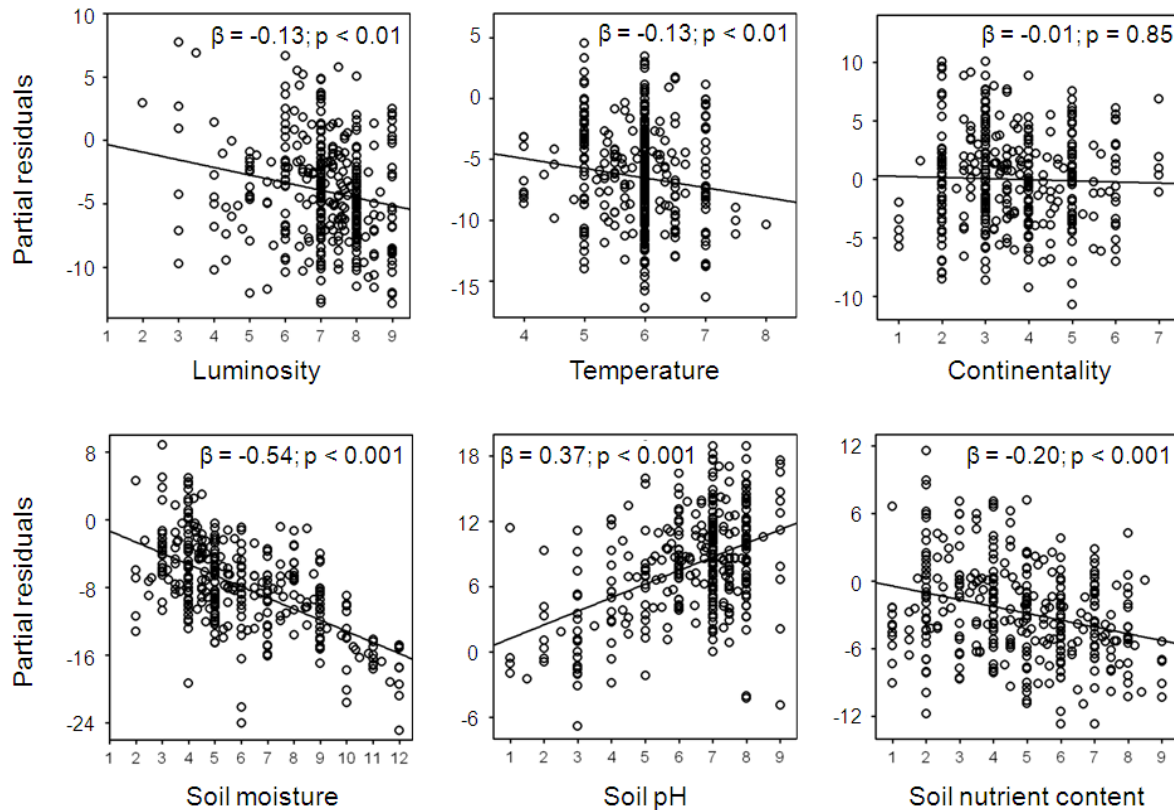 β = -0.13; p < 0.01
10
5
0
-5
-10
1 2 3 4 5 6 7 8 9
Partial residuals
Luminosity
β = -0.13; p < 0.01
5
0
-5
-10
-15
4 5 6 7 8
Temperature
β = -0.01; p = 0.85
10
5
0
-5
-10
1 2 3 4 5 6 7
Continentality
β = -0.54; p < 0.001
8
0
-8
-16
-24
1 2 3 4 5 6 7 8 9 10 11 12
Partial residuals
Soil moisture
β = 0.37; p < 0.001
18
12
6
0
-6
1 2 3 4 5 6 7 8 9
Soil pH
β = -0.20; p < 0.001
12
6
0
-6
-12
1 2 3 4 5 6 7 8 9
Soil nutrient content